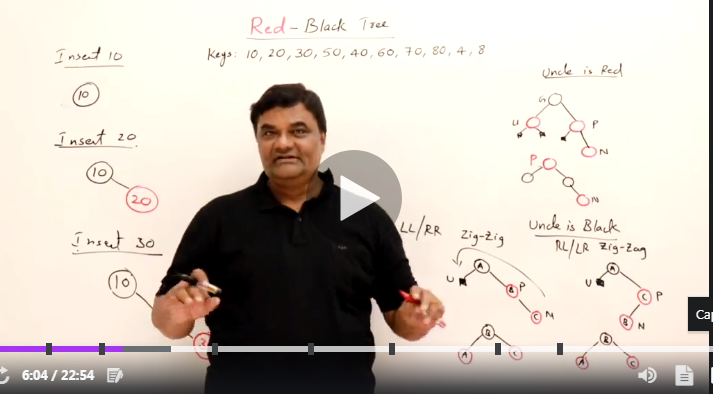 Red-Black Tree
Keys: 10, 20, 30, 50, 40, 60, 70, 80, 4, 8
Insert 10
10
Insert 20
10
20
Insert 30
10
Uncle is Red
G
U
P
N
P
N
LL/RR Zig-Zig
A
U
B
P
C
N
B
A
C
Uncle is Black
RL/LR Zig-Zag
A
U
C
P
B
N
B
A
C
Cap
6:04 / 22:54